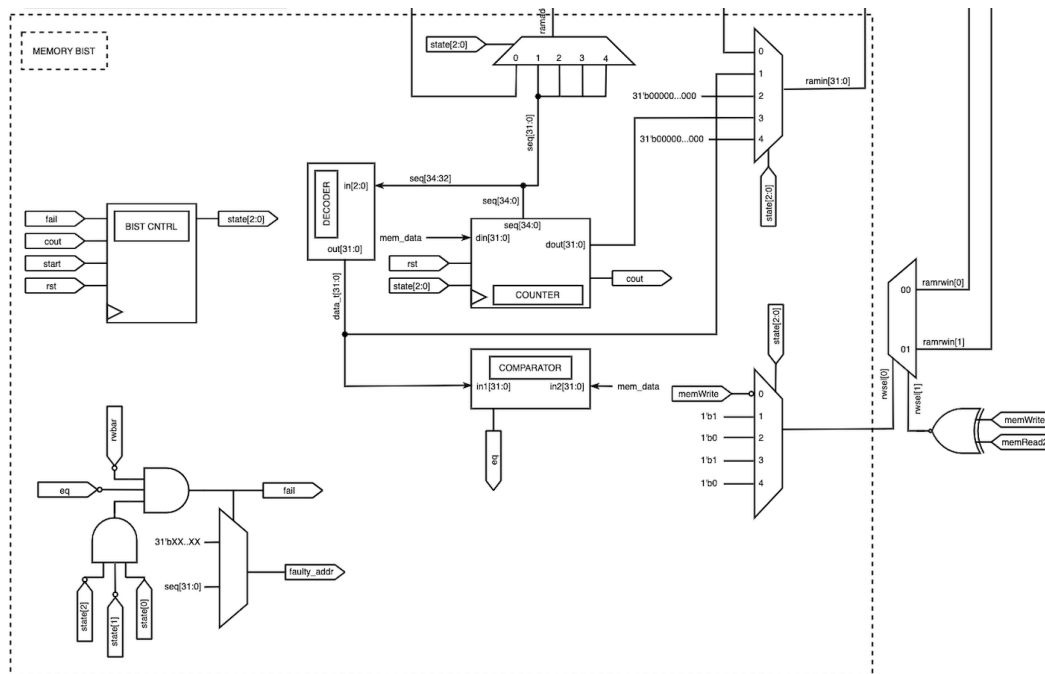 MEMORY BIST
state[2:0]
ramad
0 1 2 3 4
seq[31:0]
0
1
31'b00000...000
2
3
31'b00000...000
4
ramin[31:0]
state[2:0]
DECODER
in[2:0]
out[31:0]
seq[34:32]
seq[34:0]
fail
cout
start
rst
BIST CNTRL
state[2:0]
mem_data
rst
state[2:0]
seq[34:0]
din[31:0]
dout[31:0]
COUNTER
cout
data_t[31:0]
COMPARATOR
in1[31:0]
in2[31:0]
mem_data
eq
state[2:0]
memWrite
0
1'b1
1
1'b0
2
1'b1
3
1'b0
4
00
01
ramrwin[0]
ramrwin[1]
rwsel[0]
rwsel[1]
memWrite
rwbar
eq
fail
31'bXX..XX
seq[31:0]
faulty_addr
state[2]
state[1]
state[0]